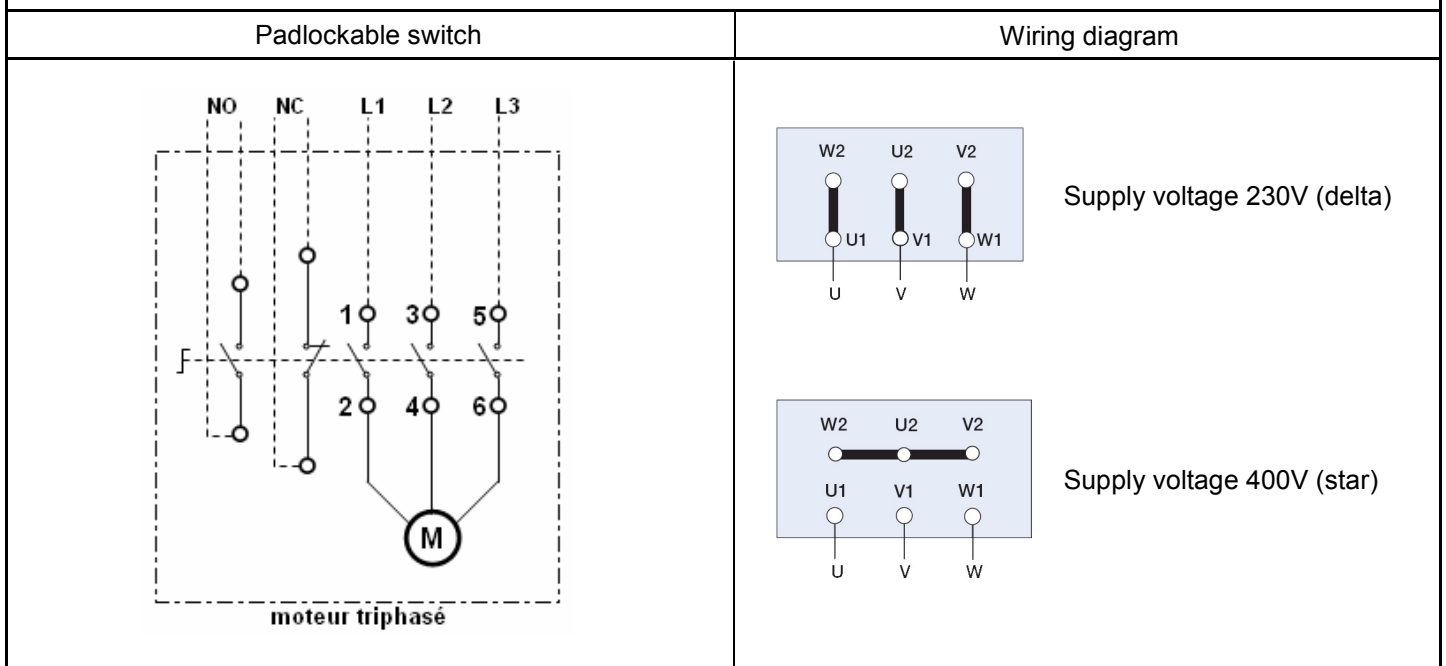 Padlockable switch
Wiring diagram
NO NC L1 L2 L3
1 3 5
2 4 6
M
moteur triphasé
W2 U2 V2
U1 V1 W1
U V W
Supply voltage 230V (delta)
W2 U2 V2
U1 V1 W1
U V W
Supply voltage 400V (star)